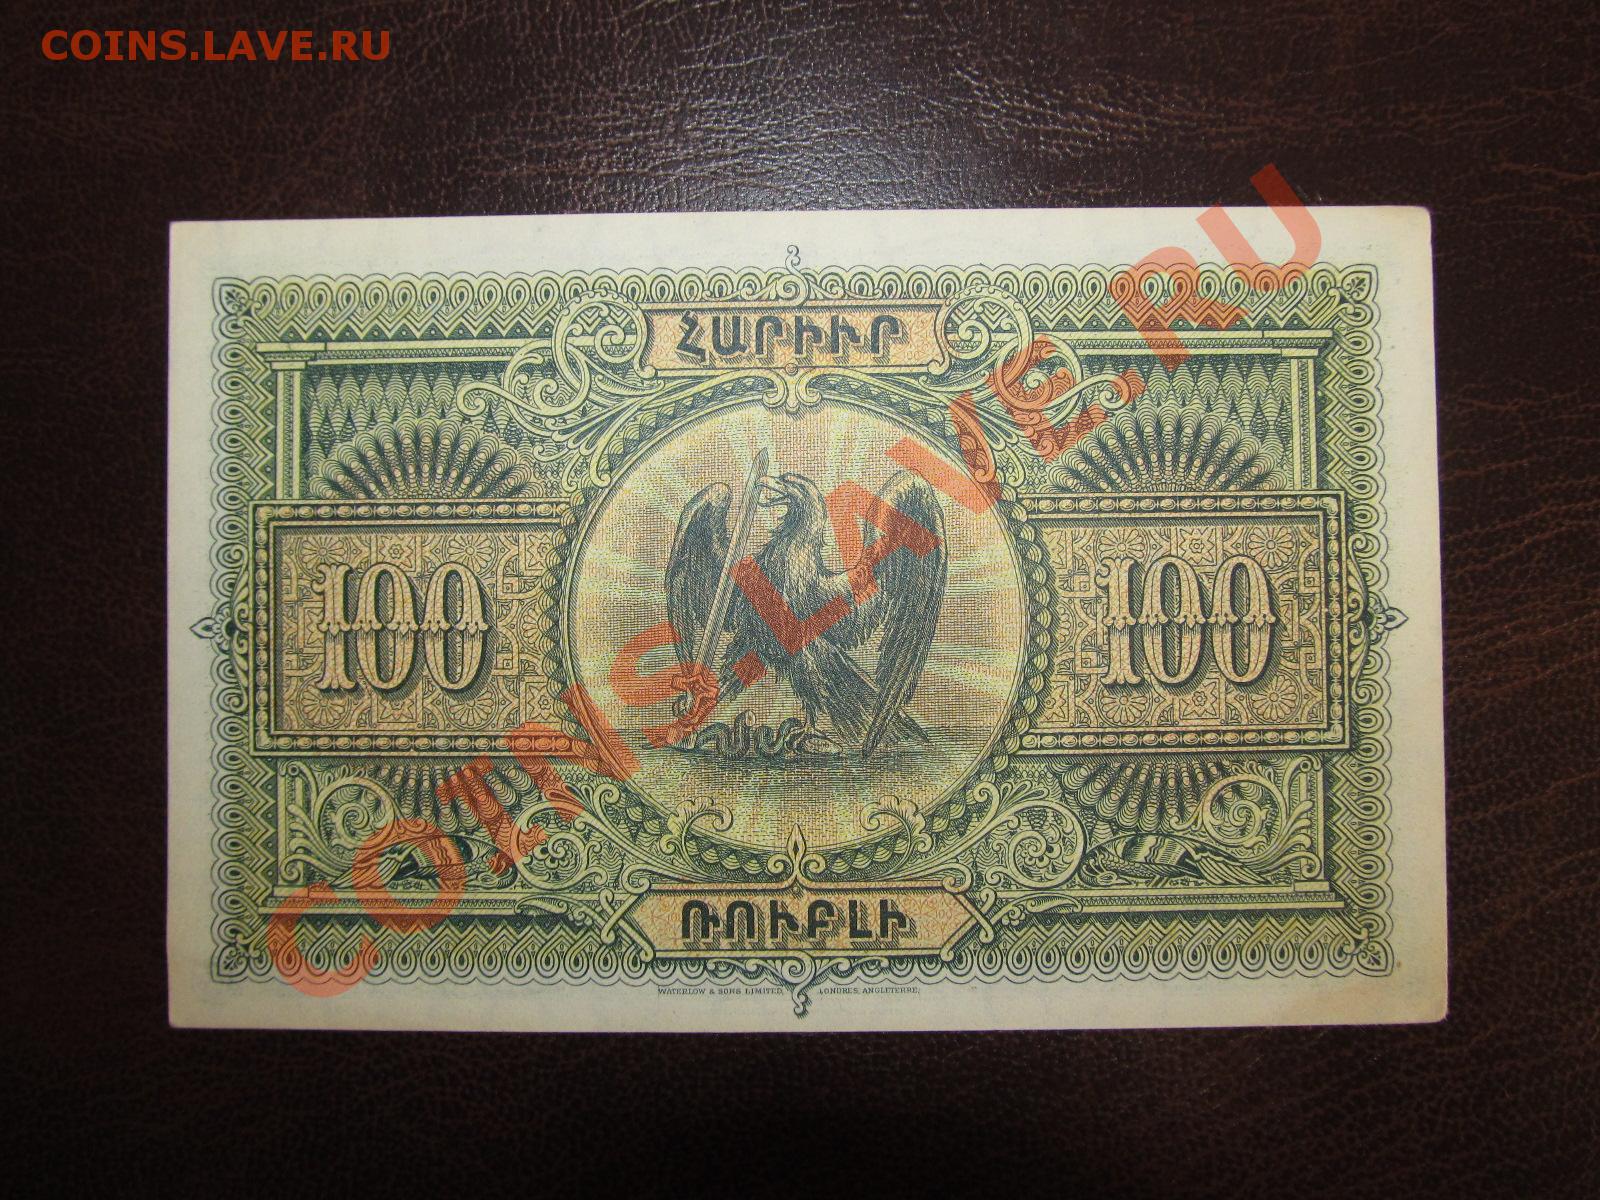 COINS.LAVE.RU
ՀԱՐԻՒՐ
100 100
ՌՈՒԲԼԻ
WATERLOW & SONS LIMITED, LONDRES, ANGLETERRE.
COINS.LAVE.RU